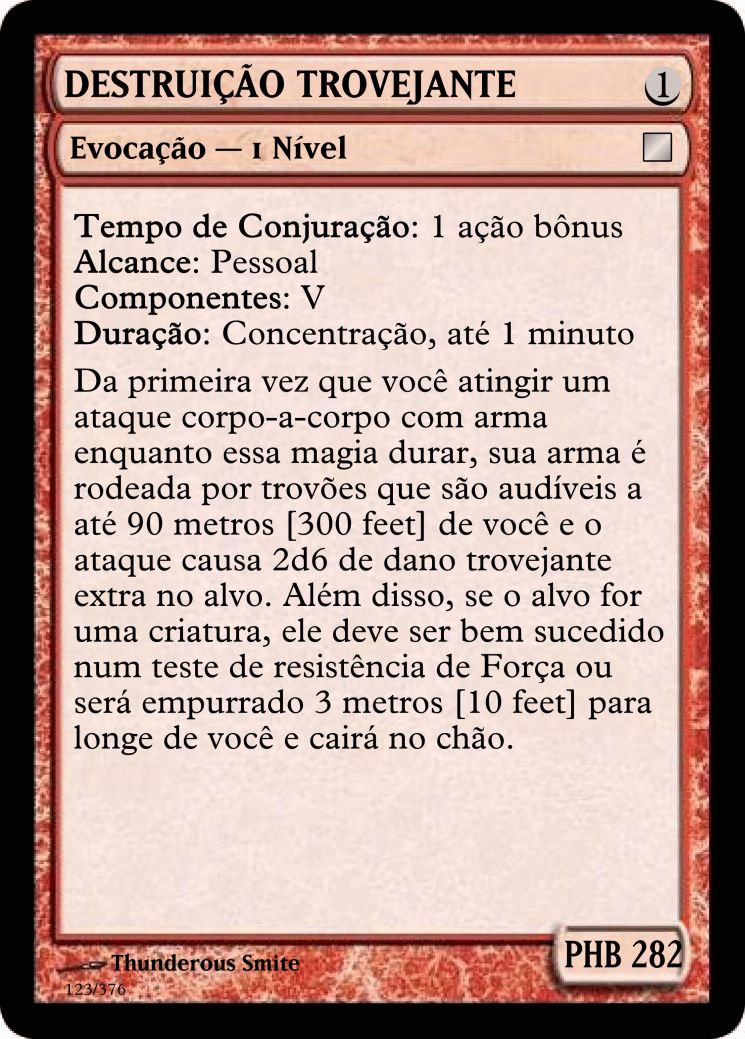 DESTRUIÇÃO TROVEJANTE
1
Evocação — 1 Nível
Tempo de Conjuração: 1 ação bônus
Alcance: Pessoal
Componentes: V
Duração: Concentração, até 1 minuto
Da primeira vez que você atingir um
ataque corpo-a-corpo com arma
enquanto essa magia durar, sua arma é
rodeada por trovões que são audíveis a
até 90 metros [300 feet] de você e o
ataque causa 2d6 de dano trovejante
extra no alvo. Além disso, se o alvo for
uma criatura, ele deve ser bem sucedido
num teste de resistência de Força ou
será empurrado 3 metros [10 feet] para
longe de você e cairá no chão.
PHB 282
Thunderous Smite
123/376